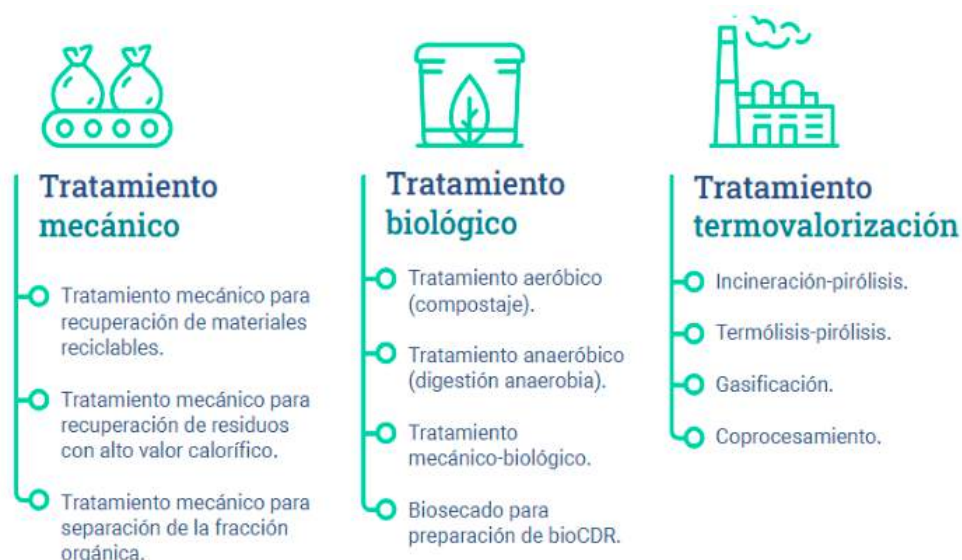 Tratamiento
mecánico
Tratamiento mecánico para
recuperación de materiales
reciclables.
Tratamiento mecánico para
recuperación de residuos
con alto valor calorífico.
Tratamiento mecánico para
separación de la fracción
orgánica.
Tratamiento
biológico
Tratamiento aeróbico
(compostaje).
Tratamiento anaeróbico
(digestión anaerobia).
Tratamiento
mecánico-biológico.
Biosecado para
preparación de bioCDR.
Tratamiento
termovalorización
Incineración-pirólisis.
Termólisis-pirólisis.
Gasificación.
Coprocesamiento.